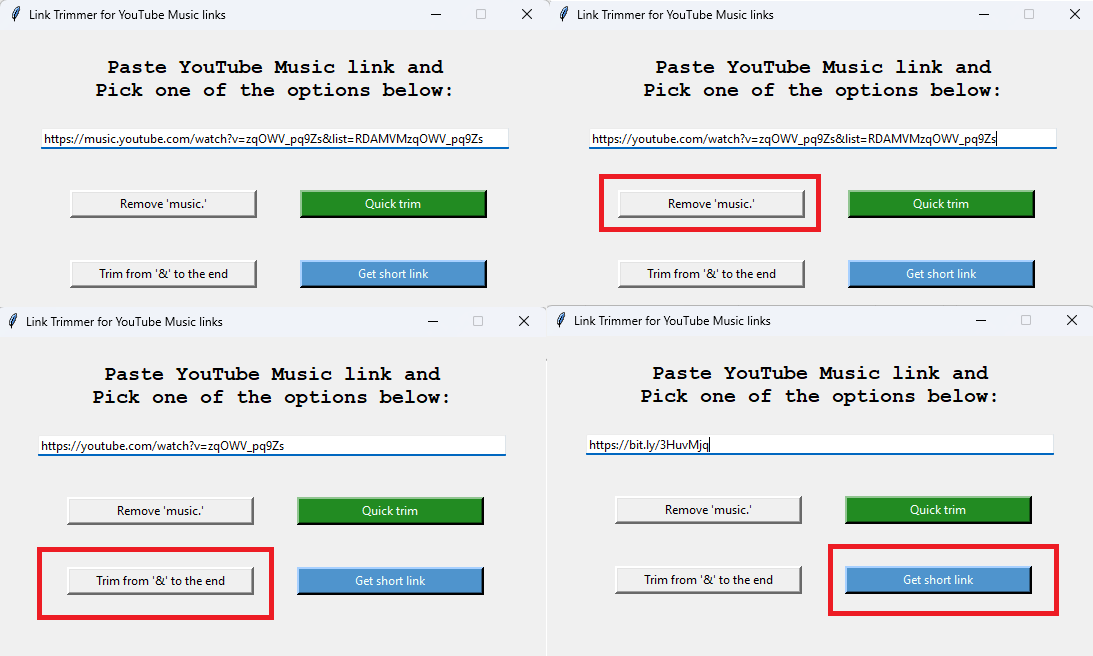 Link Trimmer for YouTube Music links
Paste YouTube Music link and
Pick one of the options below:
https://music.youtube.com/watch?v=zqOWV_pq9Zs&list=RDAMVMzqOWV_pq9Zs
Remove 'music.'
Quick trim
Trim from '&' to the end
Get short link
Link Trimmer for YouTube Music links
Paste YouTube Music link and
Pick one of the options below:
https://youtube.com/watch?v=zqOWV_pq9Zs&list=RDAMVMzqOWV_pq9Zs
Remove 'music.'
Quick trim
Trim from '&' to the end
Get short link
Link Trimmer for YouTube Music links
Paste YouTube Music link and
Pick one of the options below:
https://youtube.com/watch?v=zqOWV_pq9Zs
Remove 'music.'
Quick trim
Trim from '&' to the end
Get short link
Link Trimmer for YouTube Music links
Paste YouTube Music link and
Pick one of the options below:
https://bit.ly/3HuvMjq
Remove 'music.'
Quick trim
Trim from '&' to the end
Get short link